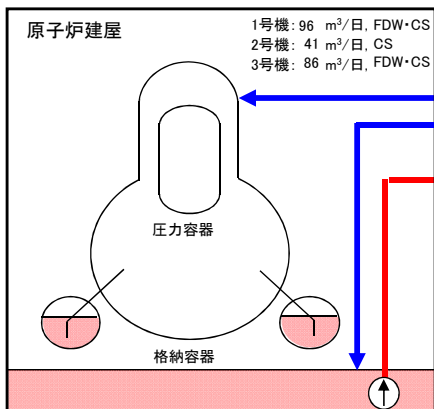 原子炉建屋
1号機: 96 m³/日, FDW・CS
2号機: 41 m³/日, CS
3号機: 86 m³/日, FDW・CS
圧力容器
格納容器